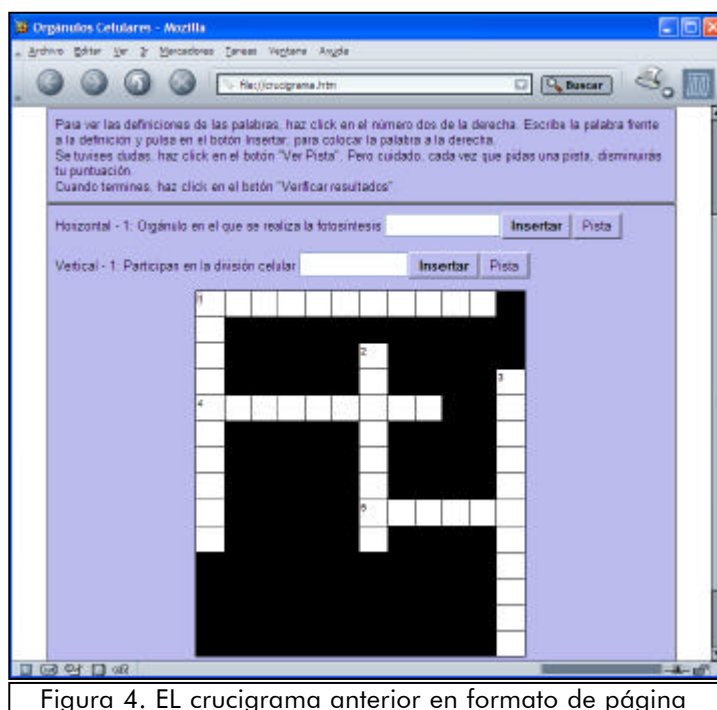 Orgánulos Celulares - Mozilla
Archivo Editar Ver Ir Marcadores Tareas Ventana Ayuda
file://crucigrama.htm Buscar
Para ver las definiciones de las palabras, haz click en el número dos de la derecha. Escribe la palabra frente
a la definición y pulsa en el botón Insertar, para colocar la palabra a la derecha.
Se tuvises dudas, haz click en el botón "Ver Pista". Pero cuidado, cada vez que pidas una pista, disminuirás
tu puntuación
Cuando termines, haz click en el botón "Verificar resultados"
Horizontal - 1: Orgánulo en el que se realiza la fotosíntesis Insertar Pista
Vertical - 1: Participan en la división celular Insertar Pista
1
2
3
4
Figura 4. EL crucigrama anterior en formato de página